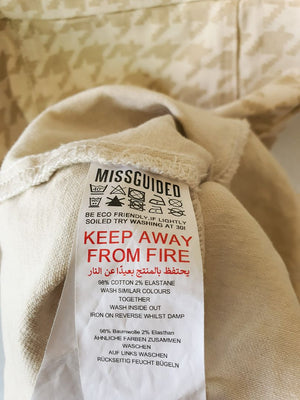 MISSGUIDED
BE ECO FRIENDLY, IF LIGHTLY
SOILED TRY WASHING AT 30!
KEEP AWAY
FROM FIRE
يحتفظ بالمنتج بعيدًا عن النار
98% COTTON 2% ELASTANE
WASH SIMILAR COLOURS
TOGETHER
WASH INSIDE OUT
IRON ON REVERSE WHILST DAMP
98% Baumwolle 2% Elasthan
ÄHNLICHE FARBEN ZUSAMMEN
WASCHEN
AUF LINKS WASCHEN
RÜCKSEITIG FEUCHT BÜGELN